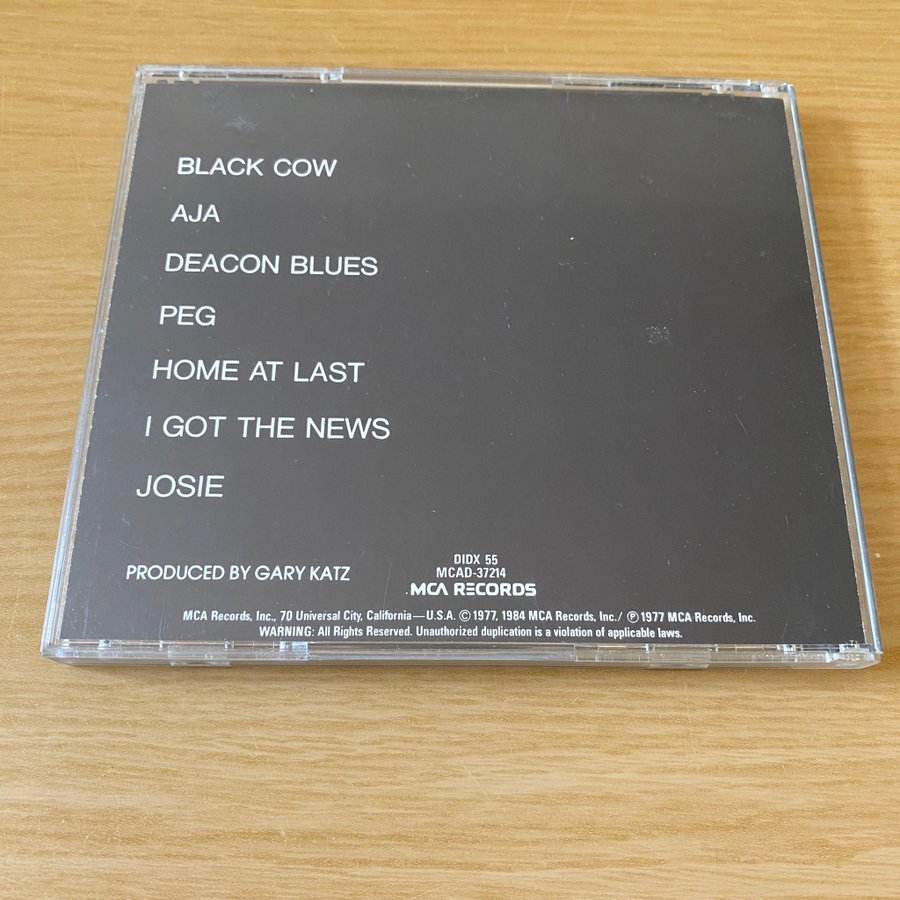 BLACK COW
AJA
DEACON BLUES
PEG
HOME AT LAST
I GOT THE NEWS
JOSIE
PRODUCED BY GARY KATZ
DIDX 55
MCAD-37214
MCA RECORDS
MCA Records, Inc., 70 Universal City, California—U.S.A. © 1977, 1984 MCA Records, Inc./ ℗ 1977 MCA Records, Inc.
WARNING: All Rights Reserved. Unauthorized duplication is a violation of applicable laws.